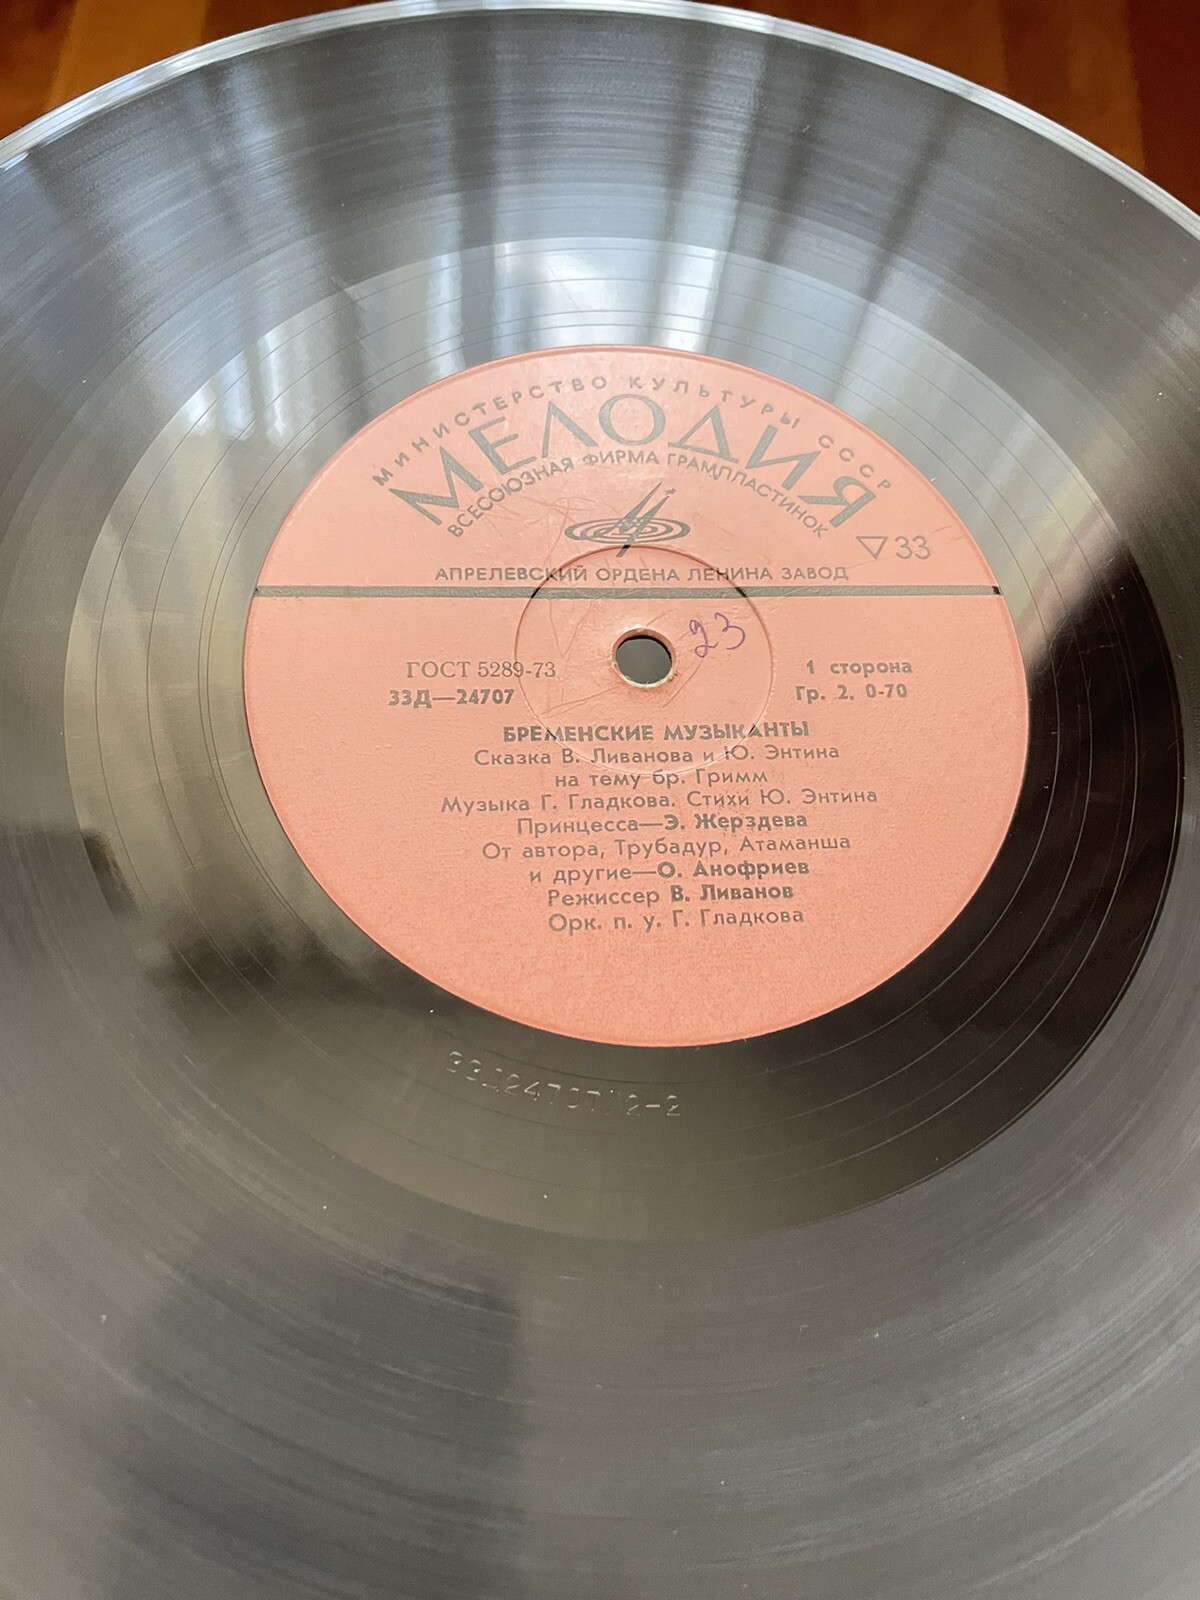 МИНИСТЕРСТВО КУЛЬТУРЫ СССР
МЕЛОДИЯ
ВСЕСОЮЗНАЯ ФИРМА ГРАМПЛАСТИНОК
33
АПРЕЛЕВСКИЙ ОРДЕНА ЛЕНИНА ЗАВОД
23
ГОСТ 5289-73
1 сторона
33Д—24707
Гр. 2. 0-70
БРЕМЕНСКИЕ МУЗЫКАНТЫ
Сказка В. Ливанова и Ю. Энтина
на тему бр. Гримм
Музыка Г. Гладкова. Стихи Ю. Энтина
Принцесса—Э. Жерздева
От автора, Трубадур, Атаманша
и другие—О. Анофриев
Режиссер В. Ливанов
Орк. п. у. Г. Гладкова